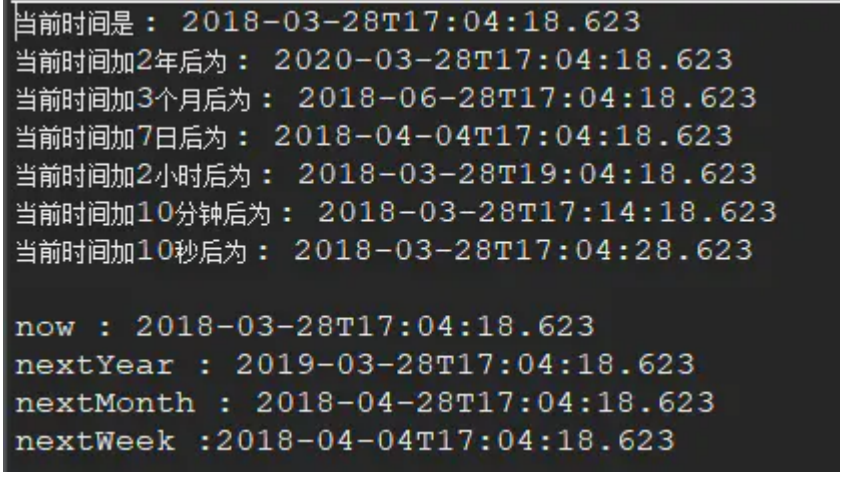 当前时间是: 2018-03-28T17:04:18.623
当前时间加2年后为: 2020-03-28T17:04:18.623
当前时间加3个月后为: 2018-06-28T17:04:18.623
当前时间加7日后为: 2018-04-04T17:04:18.623
当前时间加2小时后为: 2018-03-28T19:04:18.623
当前时间加10分钟后为: 2018-03-28T17:14:18.623
当前时间加10秒后为: 2018-03-28T17:04:28.623
now : 2018-03-28T17:04:18.623
nextYear : 2019-03-28T17:04:18.623
nextMonth : 2018-04-28T17:04:18.623
nextWeek :2018-04-04T17:04:18.623